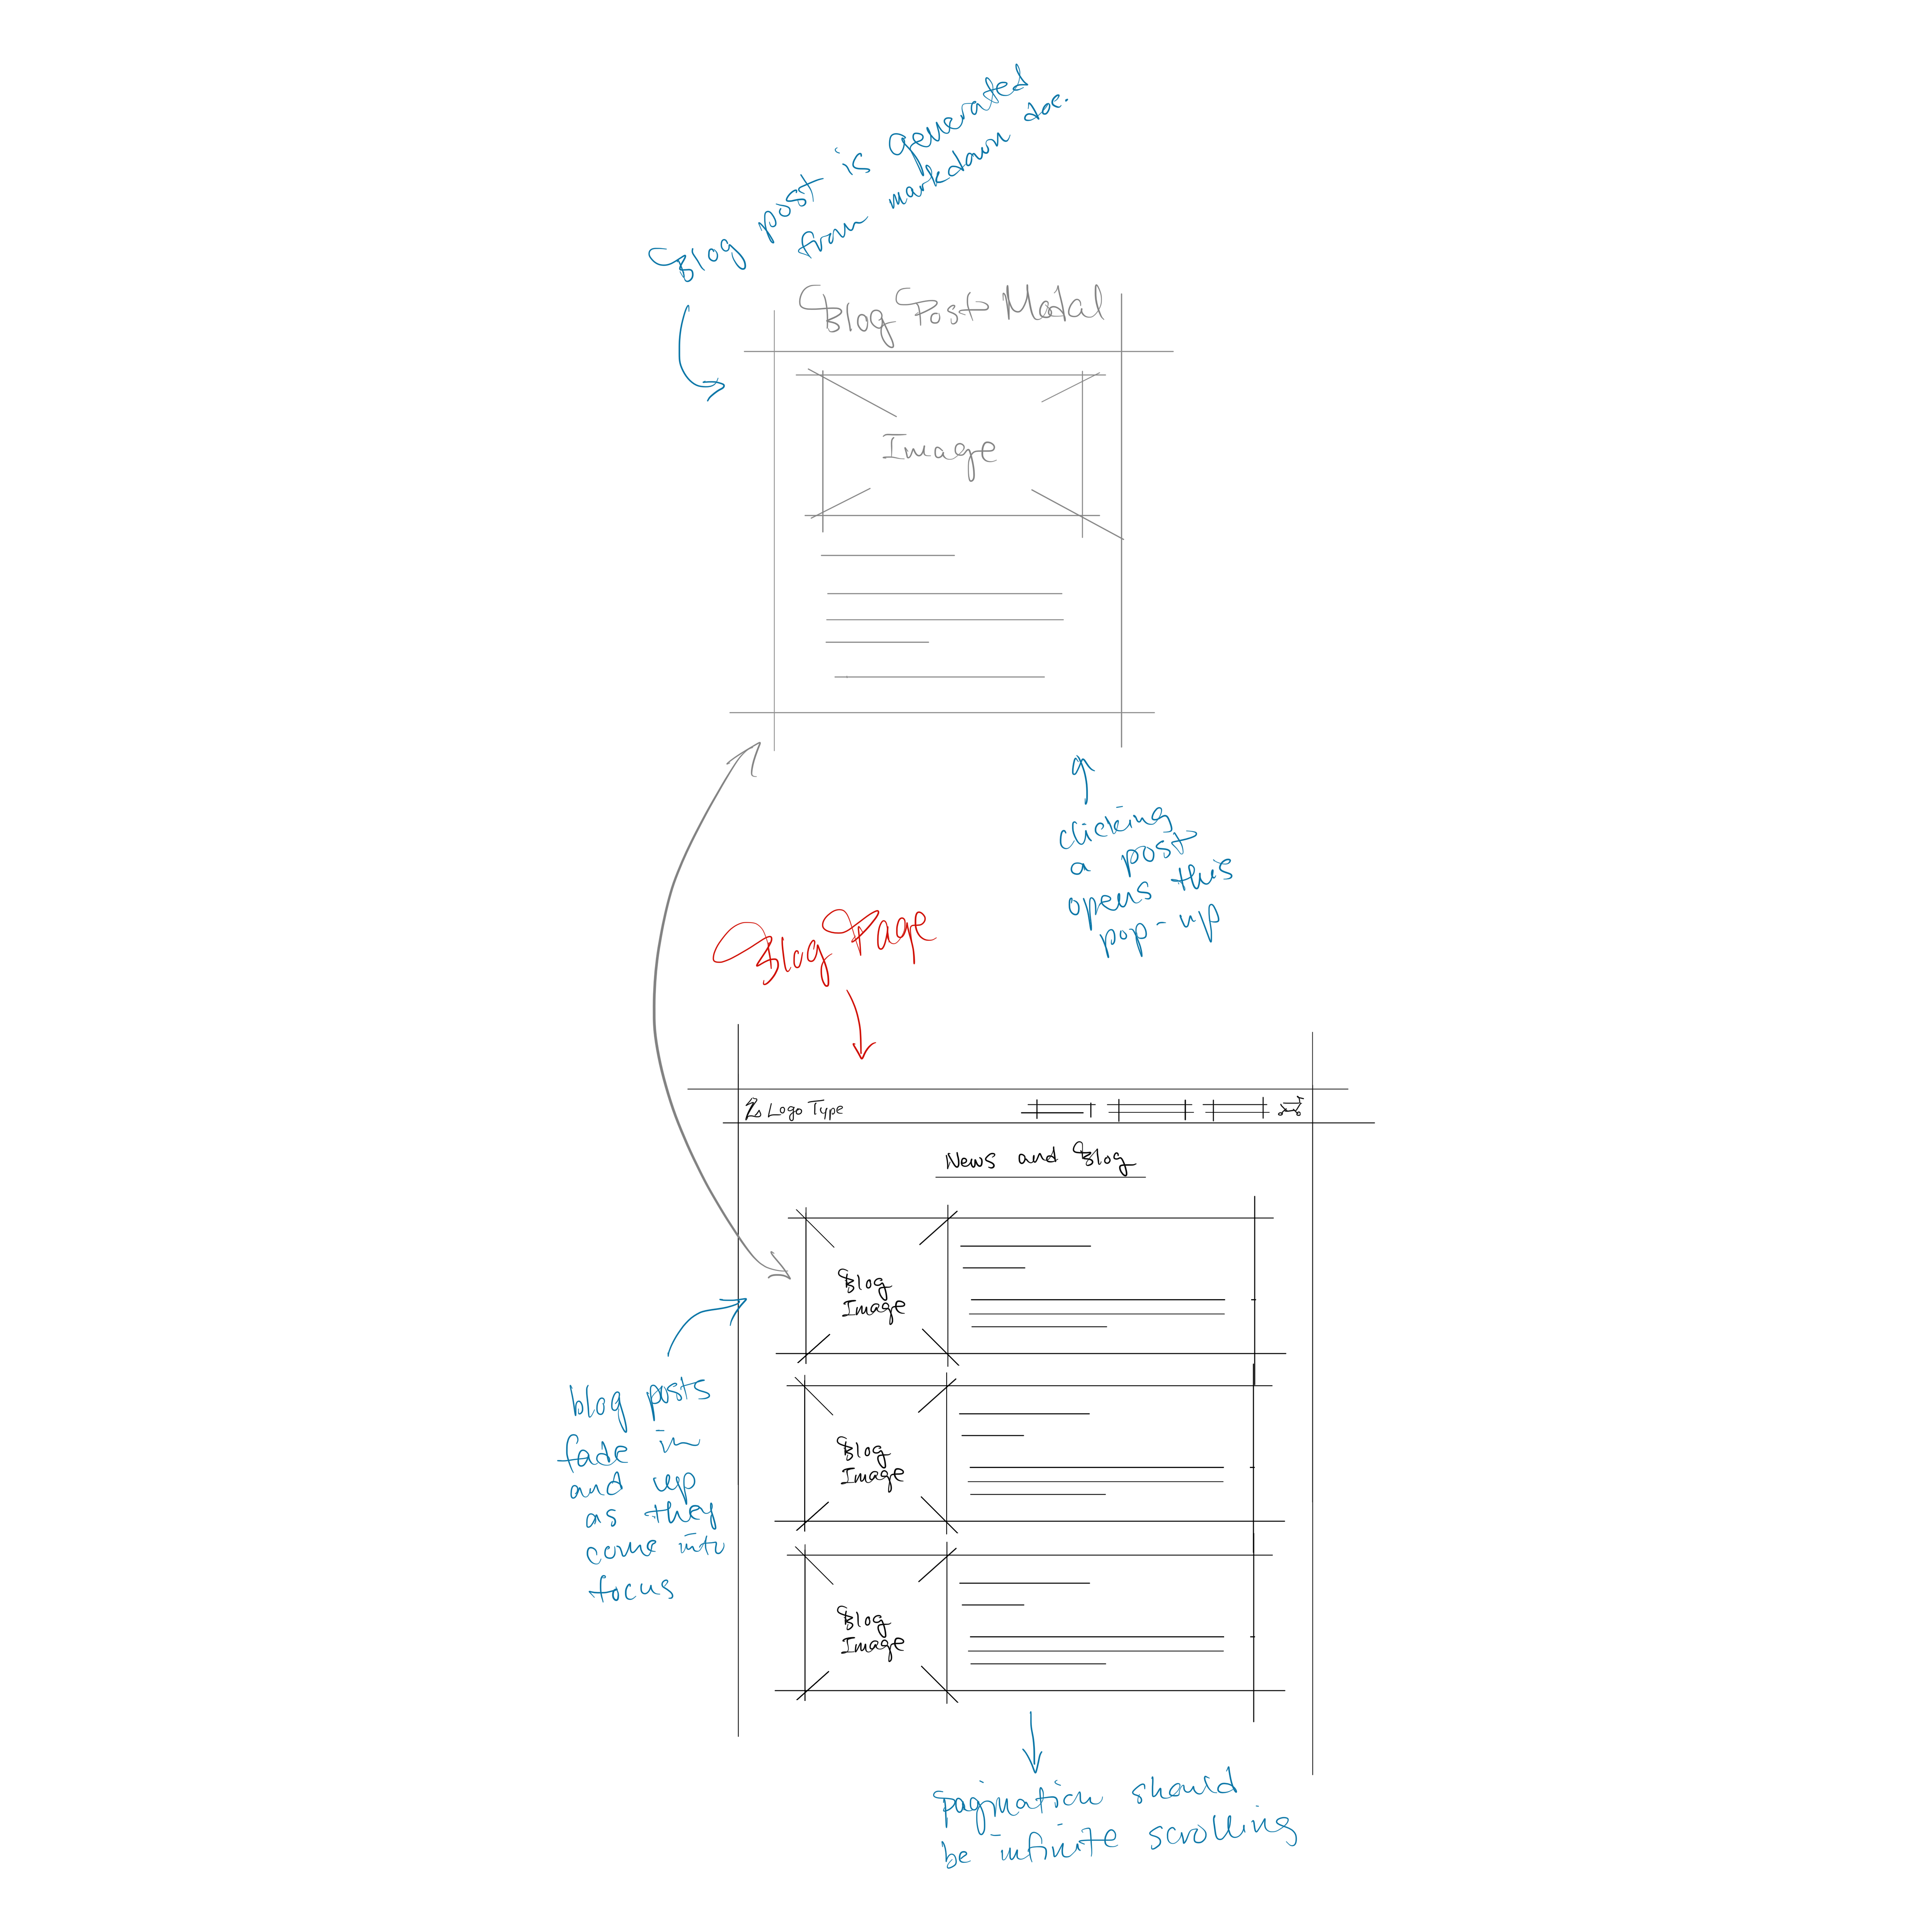 Blog post is generated
from markdown doc.
Blog Post Modal
Image
clicking
a post
opens this
pop-up
Blog Page
Logo Type
News and Blog
Blog
Image
Blog
Image
Blog
Image
blog posts
fade in
and up
as they
come into
focus
pagination should
be infinite scrolling